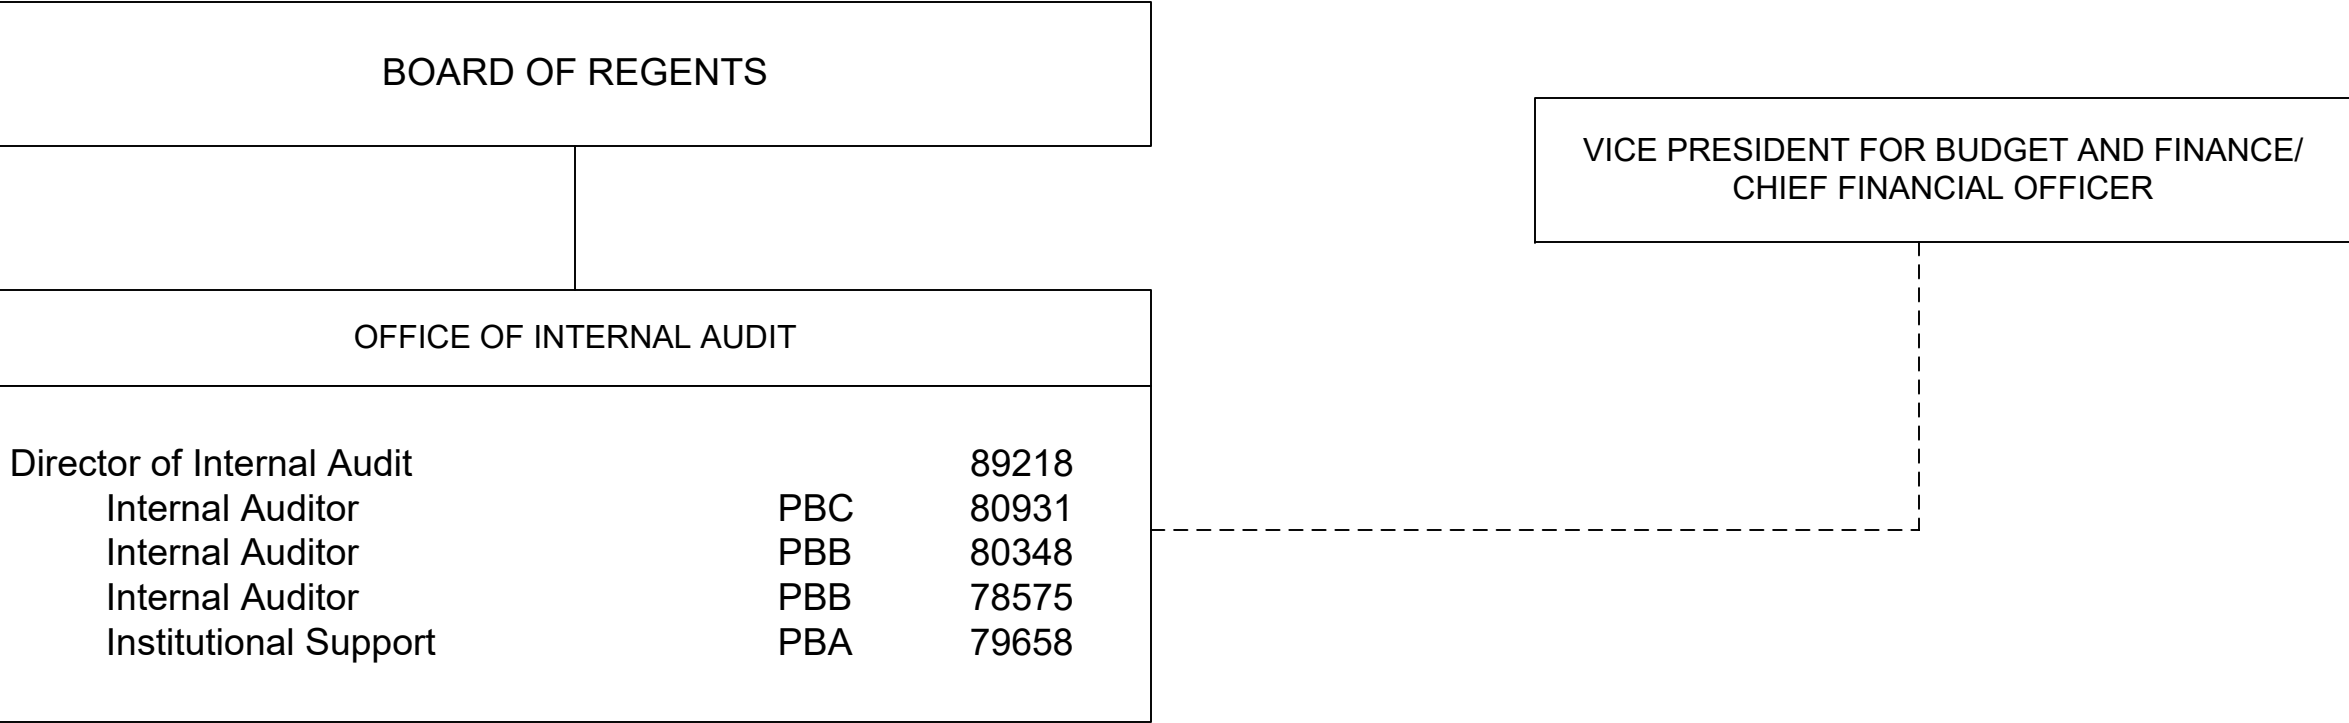 BOARD OF REGENTS
VICE PRESIDENT FOR BUDGET AND FINANCE/
CHIEF FINANCIAL OFFICER
OFFICE OF INTERNAL AUDIT
Director of Internal Audit 89218
Internal Auditor PBC 80931
Internal Auditor PBB 80348
Internal Auditor PBB 78575
Institutional Support PBA 79658